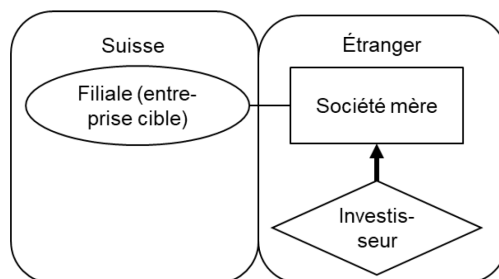 Suisse
Étranger
Filiale (entre-
prise cible)
Société mère
Investis-
seur